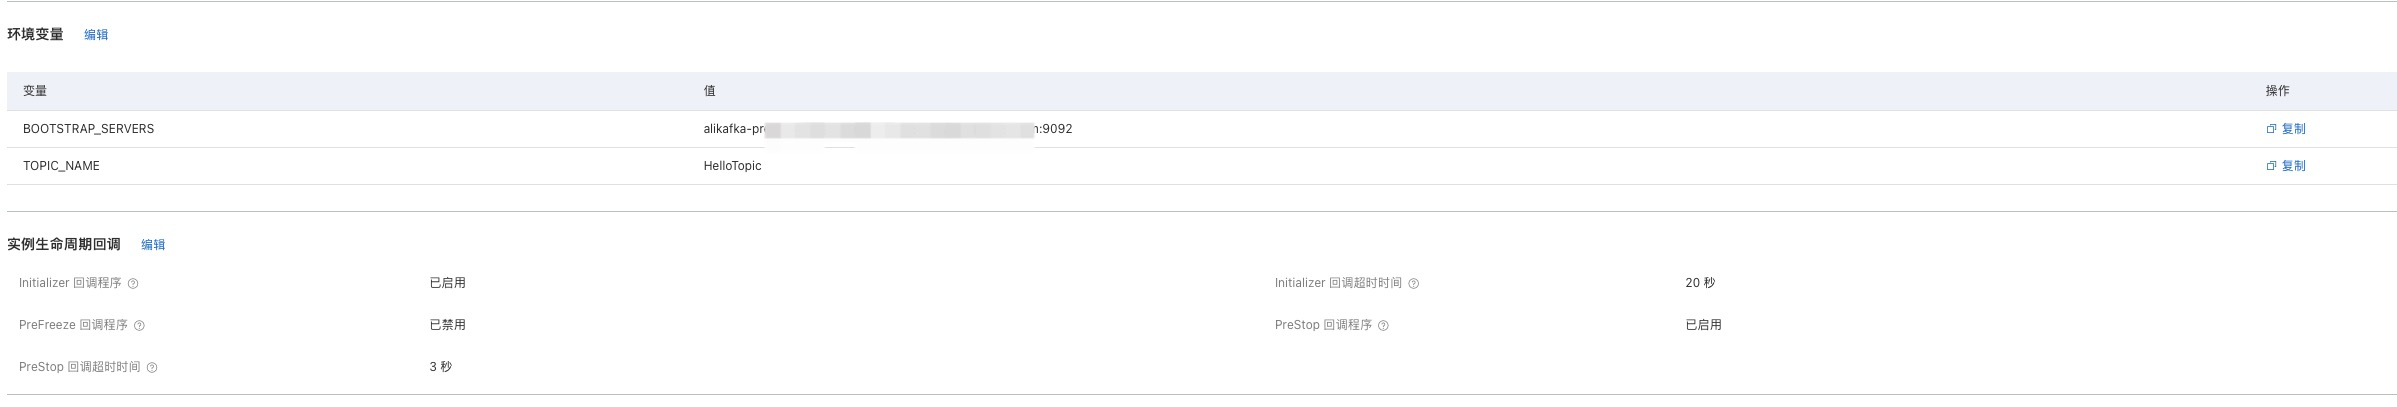 环境变量 编辑
变量 值 操作
BOOTSTRAP_SERVERS alikafka-pr :9092 复制
TOPIC_NAME HelloTopic 复制
实例生命周期回调 编辑
Initializer 回调程序 已启用 Initializer 回调超时时间 20 秒
PreFreeze 回调程序 已禁用 PreStop 回调程序 已启用
PreStop 回调超时时间 3 秒